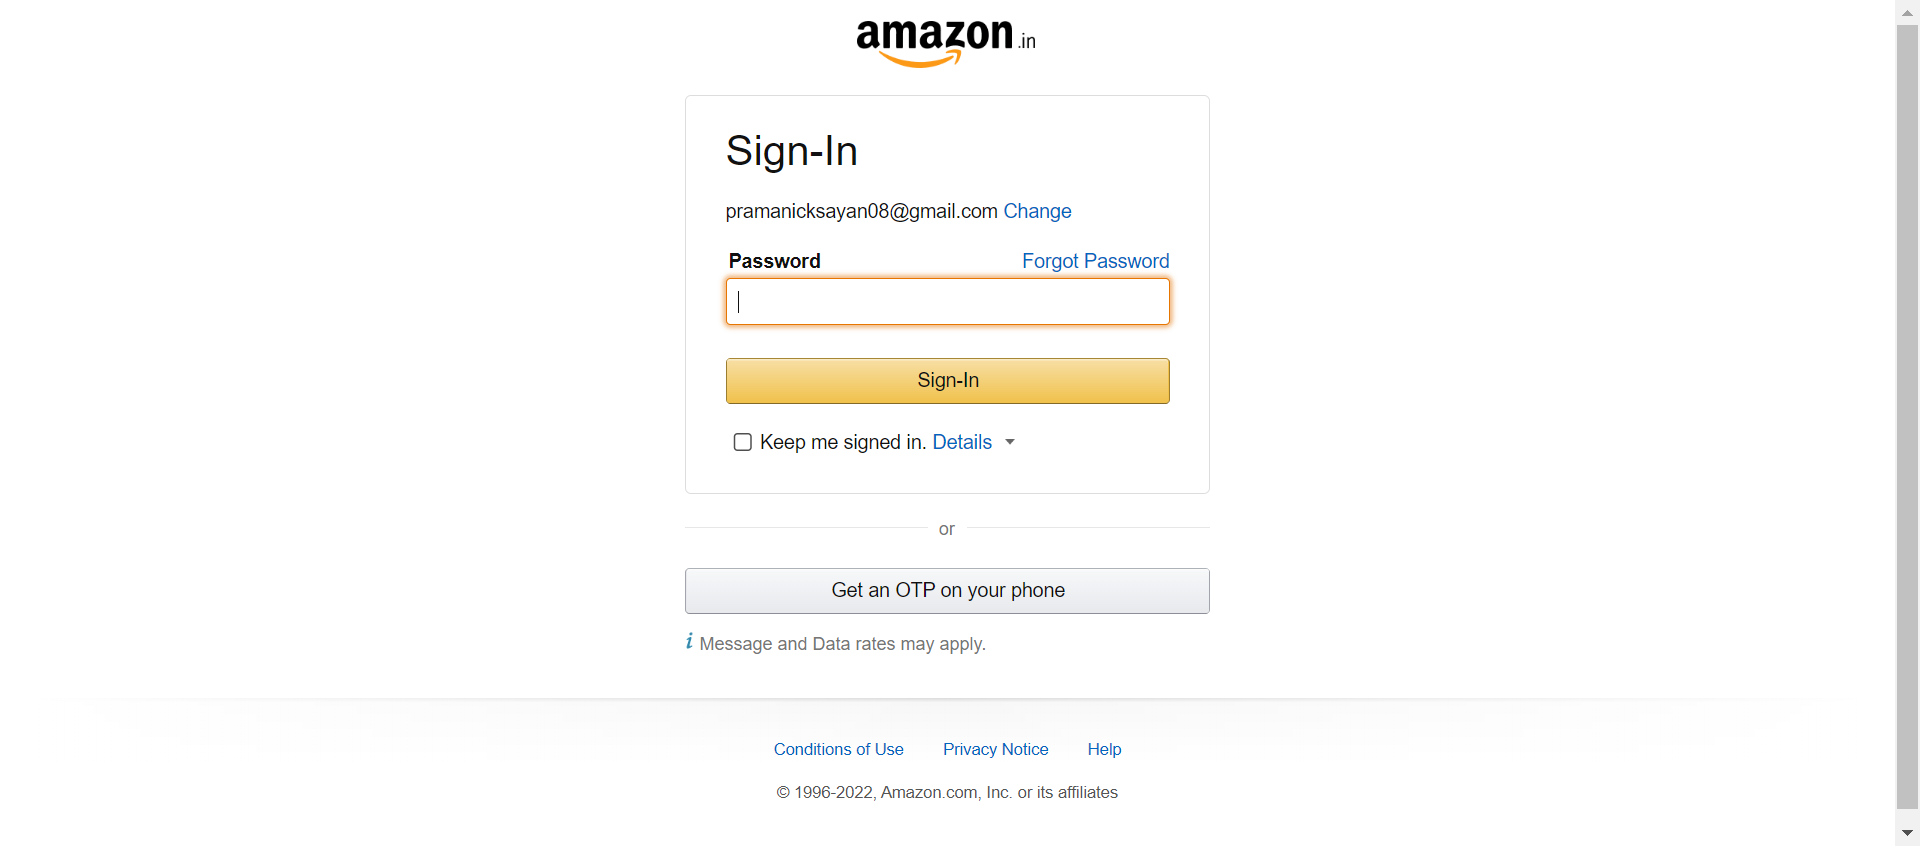 amazon.in
Sign-In
pramanicksayan08@gmail.com Change
Password Forgot Password
Sign-In
Keep me signed in. Details
or
Get an OTP on your phone
i Message and Data rates may apply.
Conditions of Use Privacy Notice Help
© 1996-2022, Amazon.com, Inc. or its affiliates